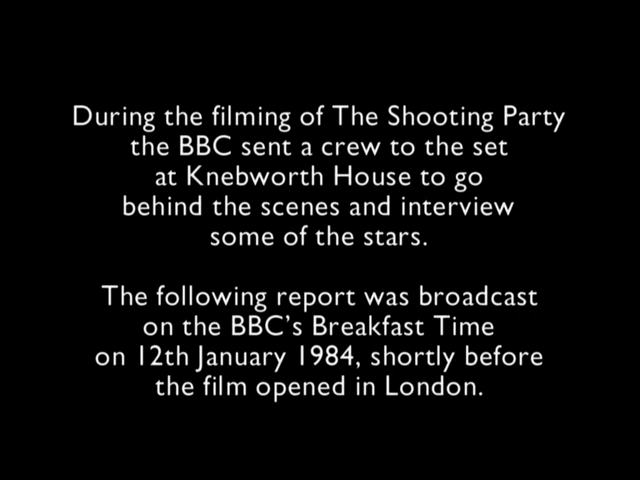 During the filming of The Shooting Party
the BBC sent a crew to the set
at Knebworth House to go
behind the scenes and interview
some of the stars.
The following report was broadcast
on the BBC's Breakfast Time
on 12th January 1984, shortly before
the film opened in London.